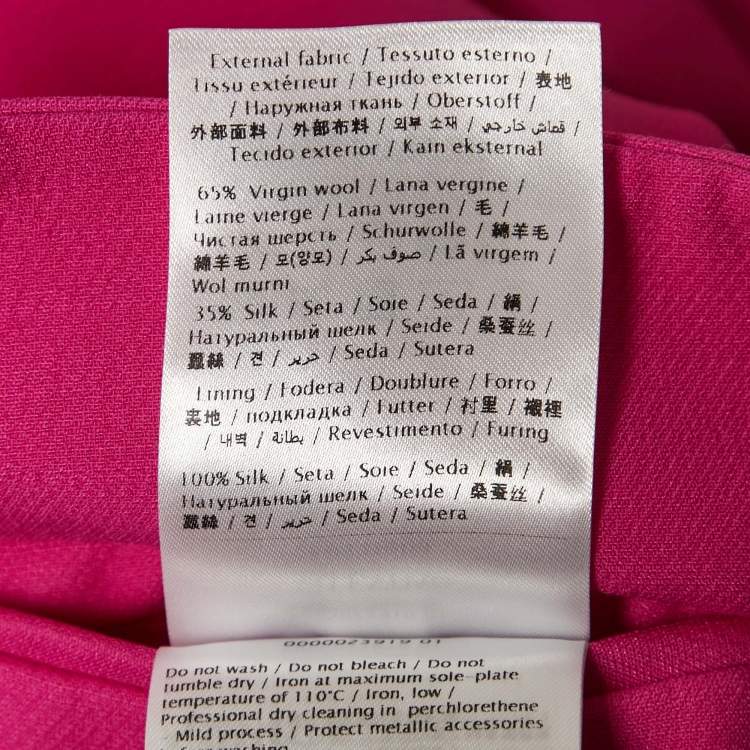 External fabric / Tessuto esterno /
Tissu extérieur / Tejido exterior / 表地
/ Наружная ткань / Oberstoff /
外部面料 / 外部布料 / 외부 소재 / قماش خارجي /
Tecido exterior / Kain eksternal
65% Virgin wool / Lana vergine /
Laine vierge / Lana virgen / 毛 /
Чистая шерсть / Schurwolle / 綿羊毛 /
綿羊毛 / 모(양모) / صوف بكر / Lã virgem /
Wol murni
35% Silk / Seta / Soie / Seda / 絹 /
Натуральный шелк / Seide / 桑蚕丝 /
蠶絲 / 견 / حرير / Seda / Sutera
Lining / Fodera / Doublure / Forro /
裏地 / подкладка / Futter / 衬里 / 襯裡
/ 내벽 / بطانة / Revestimento / Furing
100% Silk / Seta / Soie / Seda / 絹 /
Натуральный шелк / Seide / 桑蚕丝 /
蠶絲 / 견 / حرير / Seda / Sutera
0000023919 01
Do not wash / Do not bleach / Do not
tumble dry / Iron at maximum sole-plate
temperature of 110°C / Iron, low /
Professional dry cleaning in perchlorethene
- Mild process / Protect metallic accessories
before washing